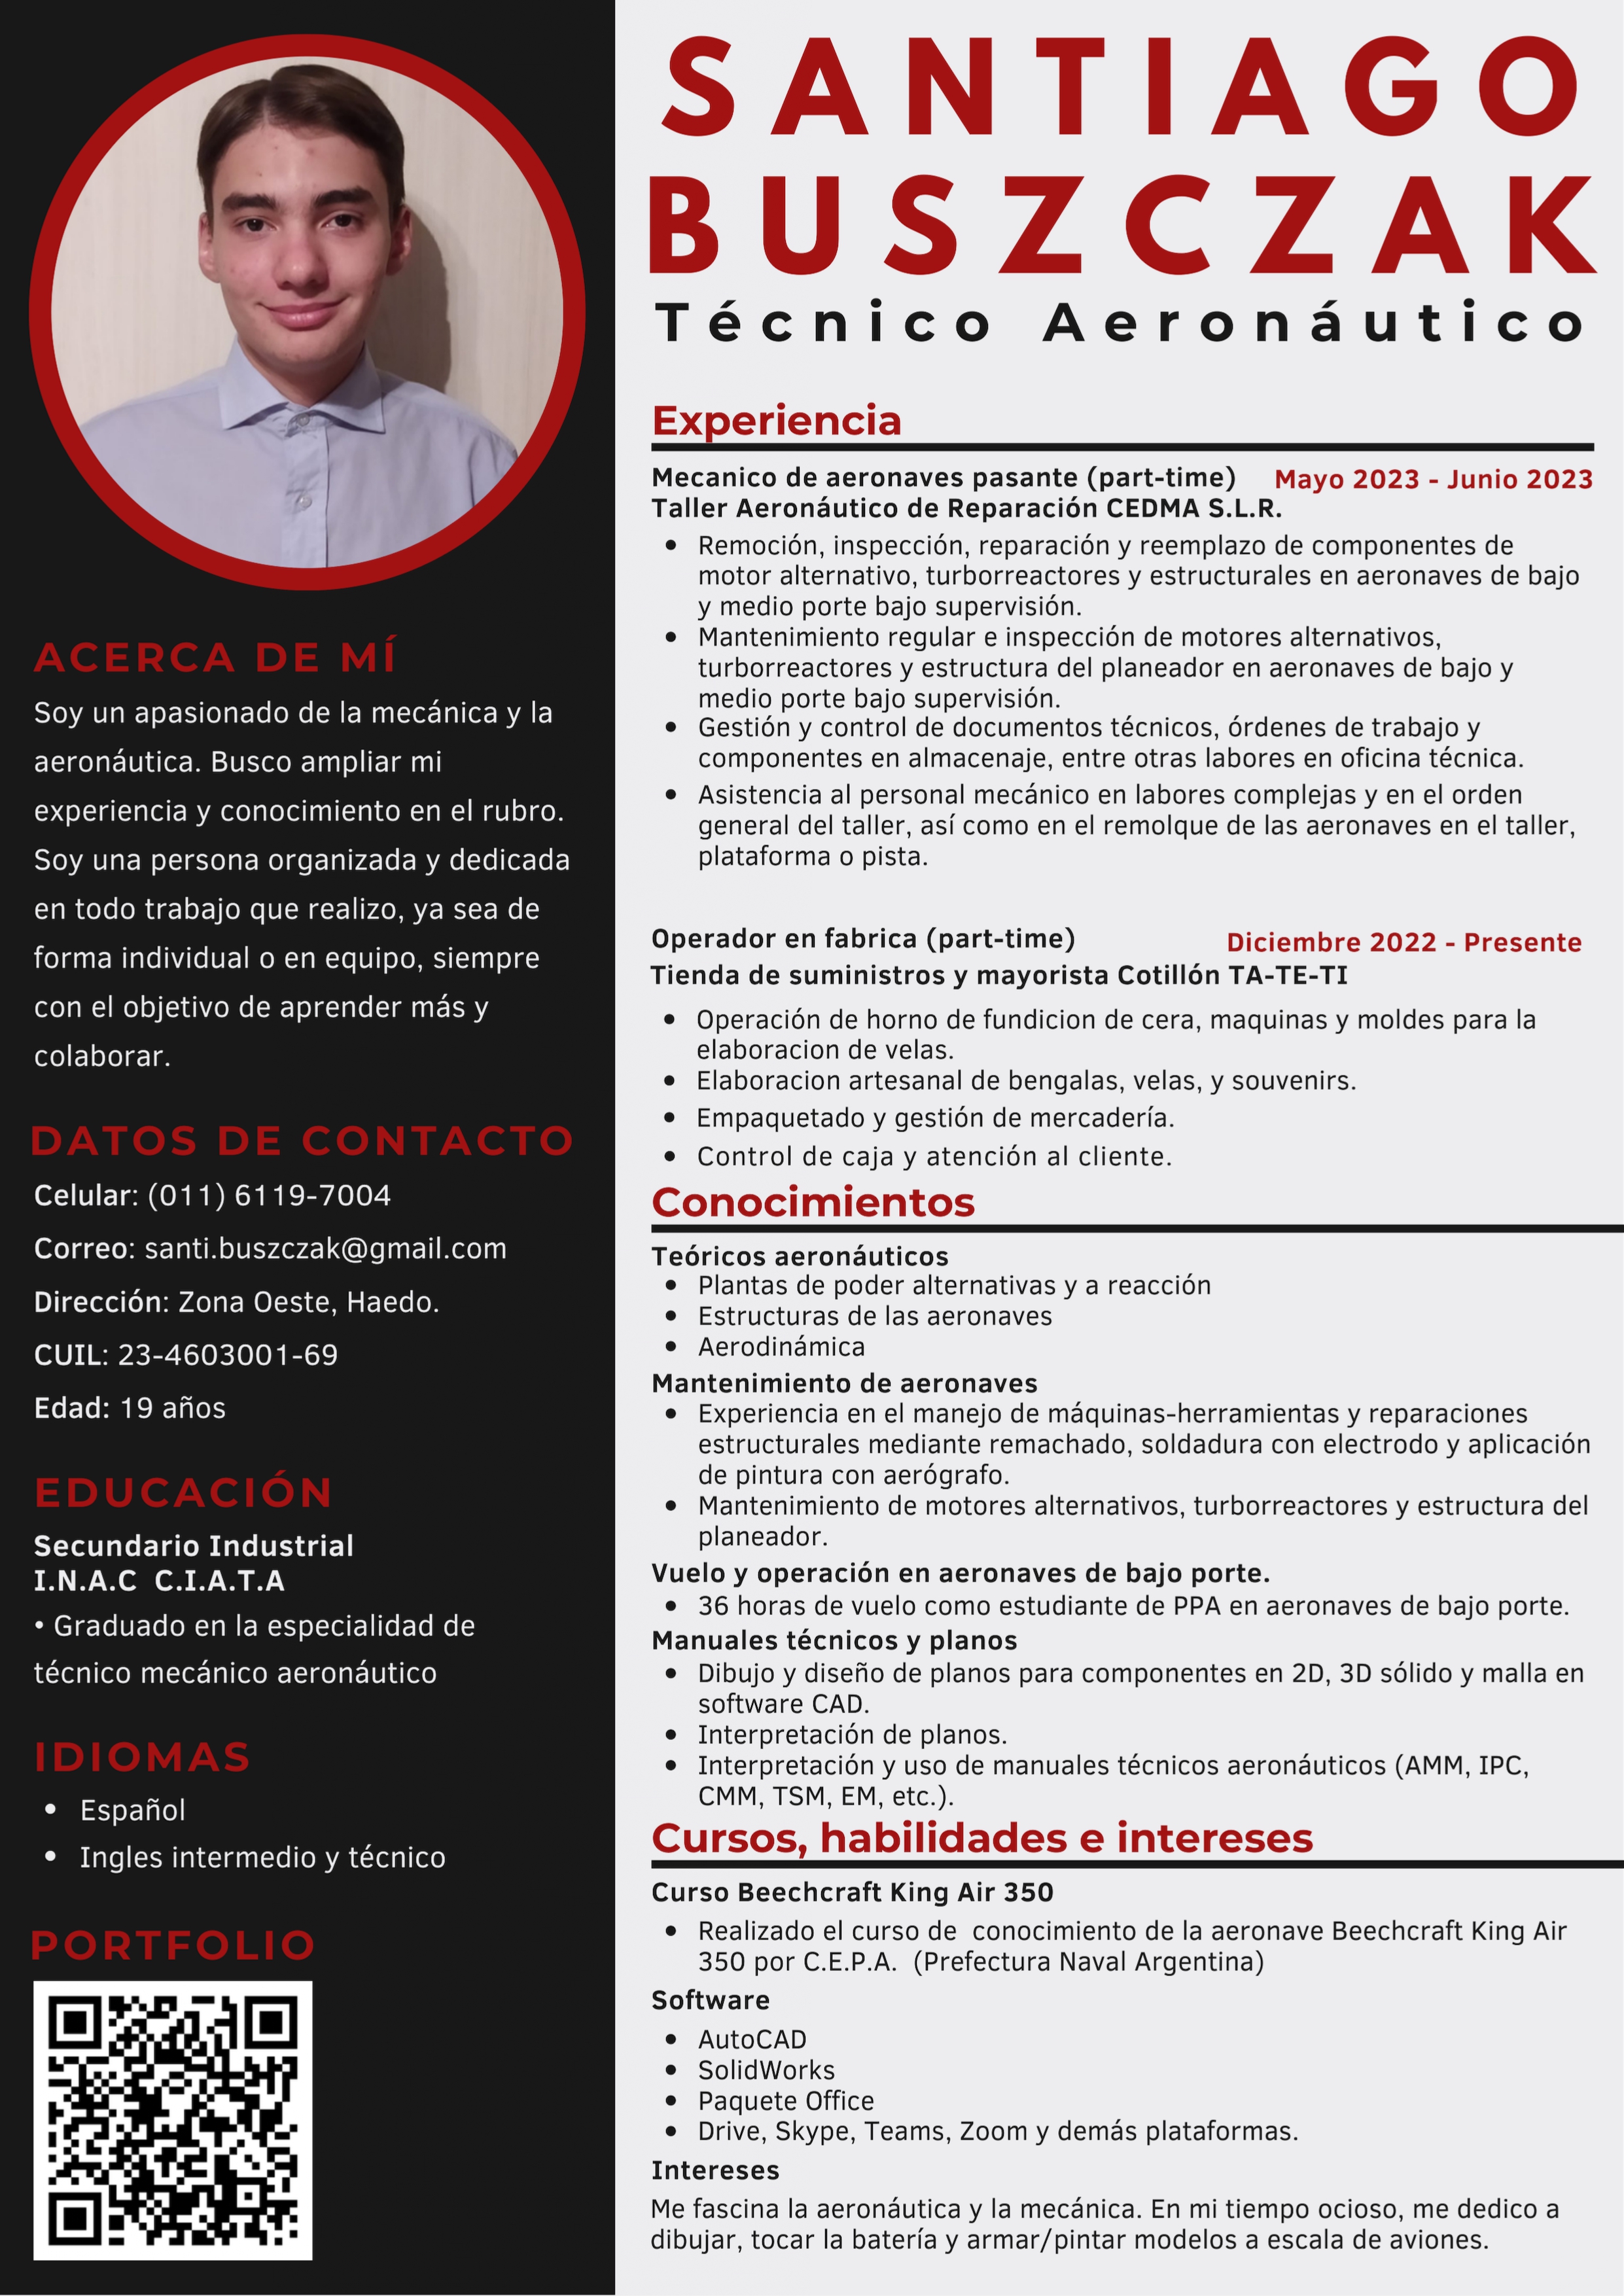 SANTIAGO
BUSZCZAK
Técnico Aeronáutico
ACERCA DE MÍ
Soy un apasionado de la mecánica y la
aeronáutica. Busco ampliar mi
experiencia y conocimiento en el rubro.
Soy una persona organizada y dedicada
en todo trabajo que realizo, ya sea de
forma individual o en equipo, siempre
con el objetivo de aprender más y
colaborar.
DATOS DE CONTACTO
Celular: (011) 6119-7004
Correo: santi.buszczak@gmail.com
Dirección: Zona Oeste, Haedo.
CUIL: 23-4603001-69
Edad: 19 años
EDUCACIÓN
Secundario Industrial
I.N.A.C C.I.A.T.A
• Graduado en la especialidad de
técnico mecánico aeronáutico
IDIOMAS
• Español
• Ingles intermedio y técnico
PORTFOLIO
Experiencia
Mecanico de aeronaves pasante (part-time) Mayo 2023 - Junio 2023
Taller Aeronáutico de Reparación CEDMA S.L.R.
• Remoción, inspección, reparación y reemplazo de componentes de
motor alternativo, turborreactores y estructurales en aeronaves de bajo
y medio porte bajo supervisión.
• Mantenimiento regular e inspección de motores alternativos,
turborreactores y estructura del planeador en aeronaves de bajo y
medio porte bajo supervisión.
• Gestión y control de documentos técnicos, órdenes de trabajo y
componentes en almacenaje, entre otras labores en oficina técnica.
• Asistencia al personal mecánico en labores complejas y en el orden
general del taller, así como en el remolque de las aeronaves en el taller,
plataforma o pista.
Operador en fabrica (part-time) Diciembre 2022 - Presente
Tienda de suministros y mayorista Cotillón TA-TE-TI
• Operación de horno de fundicion de cera, maquinas y moldes para la
elaboracion de velas.
• Elaboracion artesanal de bengalas, velas, y souvenirs.
• Empaquetado y gestión de mercadería.
• Control de caja y atención al cliente.
Conocimientos
Teóricos aeronáuticos
• Plantas de poder alternativas y a reacción
• Estructuras de las aeronaves
• Aerodinámica
Mantenimiento de aeronaves
• Experiencia en el manejo de máquinas-herramientas y reparaciones
estructurales mediante remachado, soldadura con electrodo y aplicación
de pintura con aerógrafo.
• Mantenimiento de motores alternativos, turborreactores y estructura del
planeador.
Vuelo y operación en aeronaves de bajo porte.
• 36 horas de vuelo como estudiante de PPA en aeronaves de bajo porte.
Manuales técnicos y planos
• Dibujo y diseño de planos para componentes en 2D, 3D sólido y malla en
software CAD.
• Interpretación de planos.
• Interpretación y uso de manuales técnicos aeronáuticos (AMM, IPC,
CMM, TSM, EM, etc.).
Cursos, habilidades e intereses
Curso Beechcraft King Air 350
• Realizado el curso de conocimiento de la aeronave Beechcraft King Air
350 por C.E.P.A. (Prefectura Naval Argentina)
Software
• AutoCAD
• SolidWorks
• Paquete Office
• Drive, Skype, Teams, Zoom y demás plataformas.
Intereses
Me fascina la aeronáutica y la mecánica. En mi tiempo ocioso, me dedico a
dibujar, tocar la batería y armar/pintar modelos a escala de aviones.